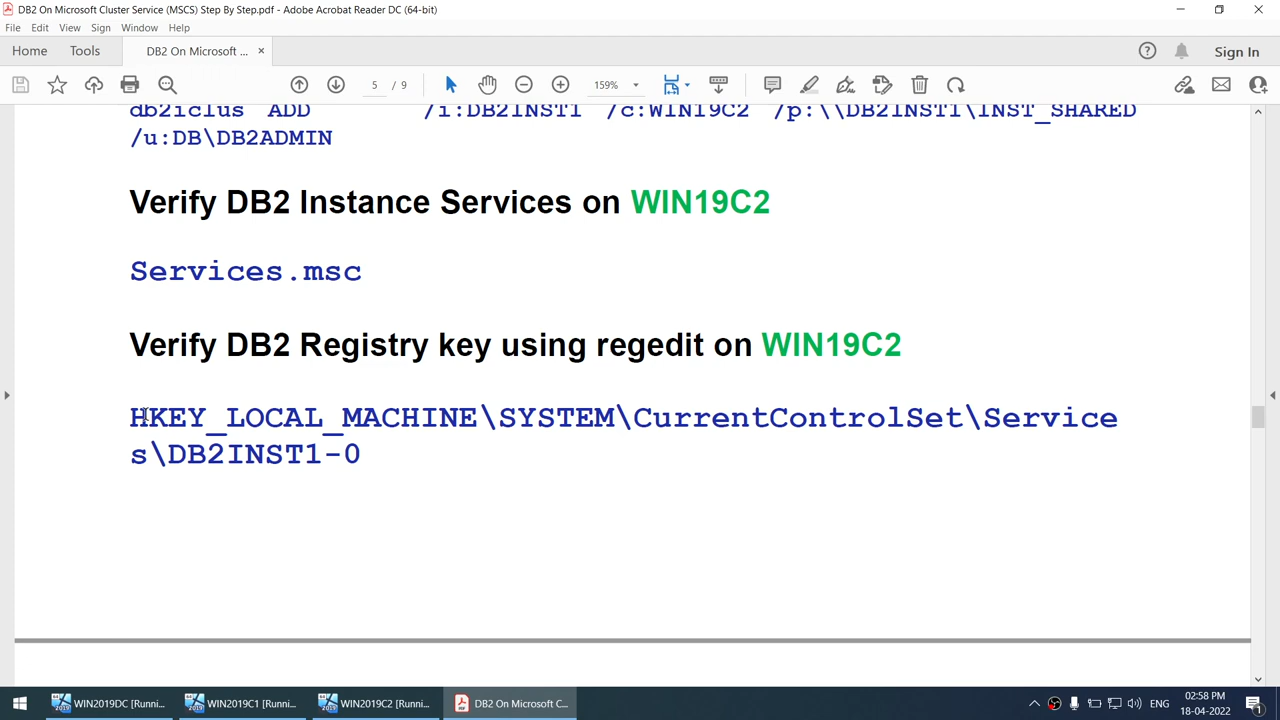 DB2 On Microsoft Cluster Service (MSCS) Step By Step.pdf - Adobe Acrobat Reader DC (64-bit)
File Edit View Sign Window Help
Home Tools DB2 On Microsoft ... × Sign In
5 / 9 159%
db2iclus ADD /i:DB2INST1 /c:WIN19C2 /p:\\DB2INST1\INST_SHARED
/u:DB\DB2ADMIN
Verify DB2 Instance Services on WIN19C2
Services.msc
Verify DB2 Registry key using regedit on WIN19C2
HKEY_LOCAL_MACHINE\SYSTEM\CurrentControlSet\Service
s\DB2INST1-0
WIN2019DC [Runni... WIN2019C1 [Runni... WIN2019C2 [Runni... DB2 On Microsoft C... ENG 02:58 PM
18-04-2022